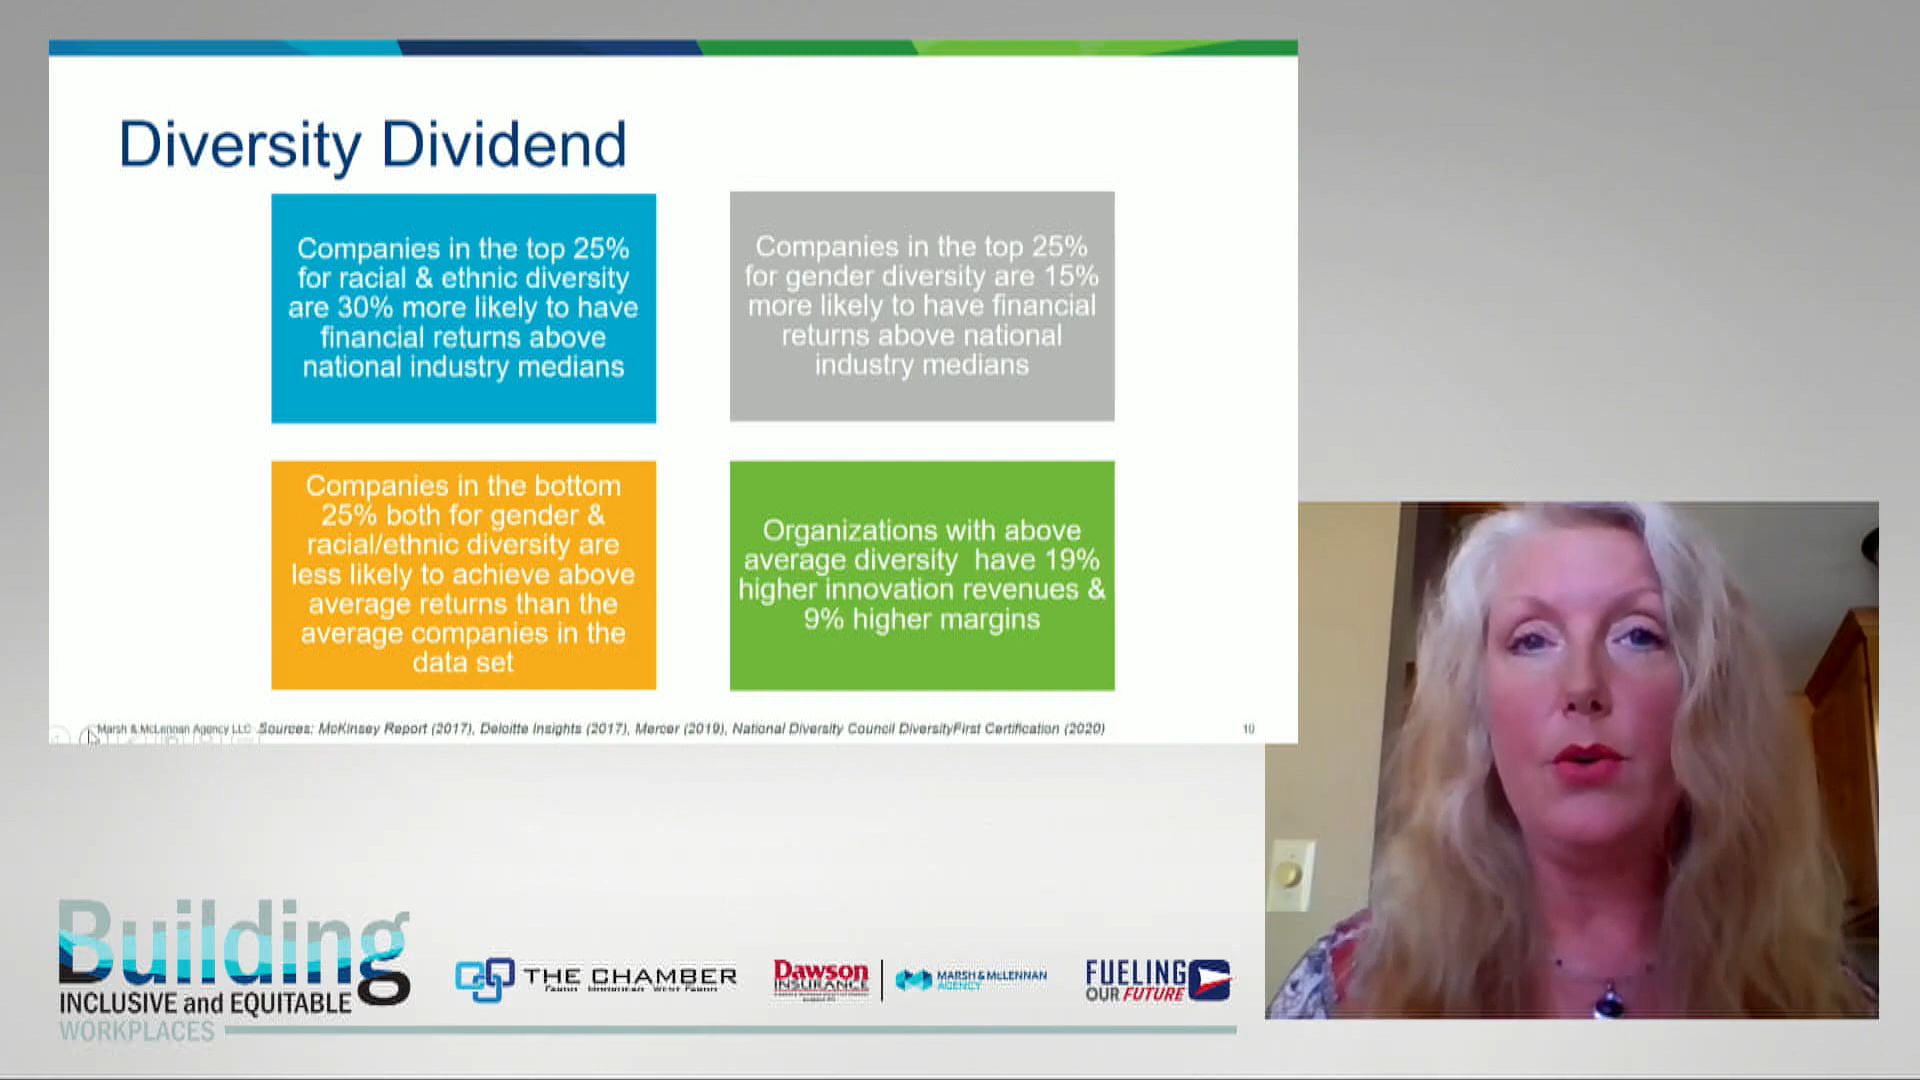 Diversity Dividend
Companies in the top 25%
for racial & ethnic diversity
are 30% more likely to have
financial returns above
national industry medians
Companies in the top 25%
for gender diversity are 15%
more likely to have financial
returns above national
industry medians
Companies in the bottom
25% both for gender &
racial/ethnic diversity are
less likely to achieve above
average returns than the
average companies in the
data set
Organizations with above
average diversity have 19%
higher innovation revenues &
9% higher margins
Marsh & McLennan Agency LLC
Sources: McKinsey Report (2017), Deloitte Insights (2017), Mercer (2019), National Diversity Council DiversityFirst Certification (2020)
10
Building
INCLUSIVE and EQUITABLE
WORKPLACES
THE CHAMBER
Fargo Moorhead West Fargo
Dawson
INSURANCE
MARSH & McLENNAN
AGENCY
FUELING
OUR FUTURE